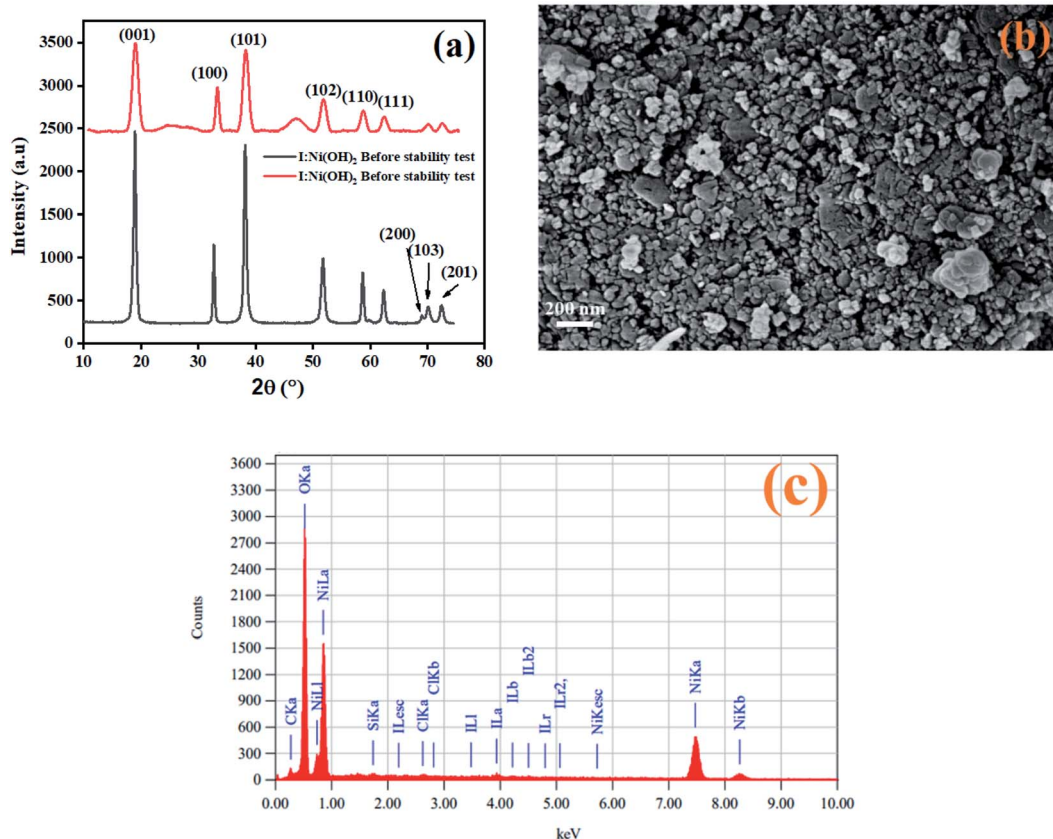 (a)
Intensity (a.u)
3500
3000
2500
2000
1500
1000
500
0
(001)
(100)
(101)
(102)
(110)
(111)
I:Ni(OH)₂ Before stability test
I:Ni(OH)₂ Before stability test
(200)
(103)
(201)
10 20 30 40 50 60 70 80
2θ (°)
(b)
200 nm
(c)
Counts
3600
3300
3000
2700
2400
2100
1800
1500
1200
900
600
300
0
CKa
OKa
NiLl
NiLa
SiKa
ILesc
ClKa
ClKb
ILl
ILa
ILb
ILb2
ILr
ILr2,
NiKesc
NiKa
NiKb
0.00 1.00 2.00 3.00 4.00 5.00 6.00 7.00 8.00 9.00 10.00
keV